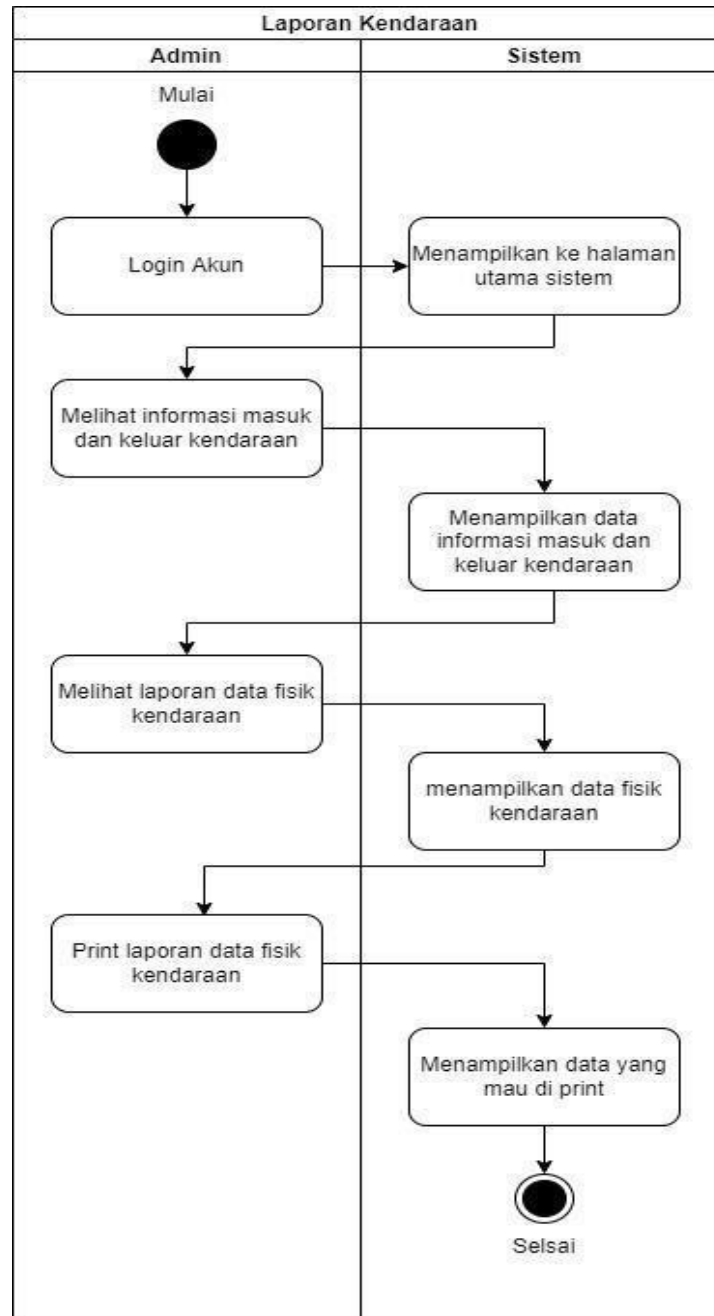 Laporan Kendaraan
Admin
Sistem
Mulai
Login Akun
Menampilkan ke halaman
utama sistem
Melihat informasi masuk
dan keluar kendaraan
Menampilkan data
informasi masuk dan
keluar kendaraan
Melihat laporan data fisik
kendaraan
menampilkan data fisik
kendaraan
Print laporan data fisik
kendaraan
Menampilkan data yang
mau di print
Selsai